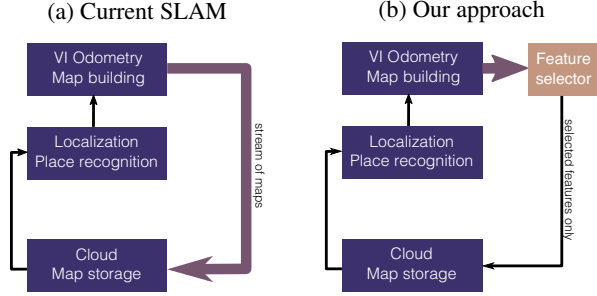 (a) Current SLAM
VI Odometry
Map building
Localization
Place recognition
stream of maps
Cloud
Map storage
(b) Our approach
VI Odometry
Map building
Feature
selector
Localization
Place recognition
selected features only
Cloud
Map storage